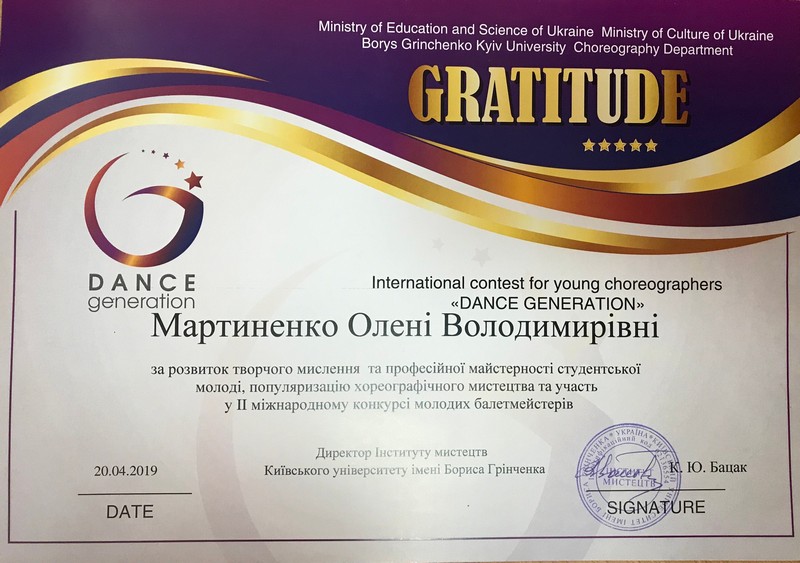 Ministry of Education and Science of Ukraine Ministry of Culture of Ukraine
Borys Grinchenko Kyiv University Choreography Department
GRATITUDE
DANCE
generation
International contest for young choreographers
«DANCE GENERATION»
Мартиненко Олені Володимирівні
за розвиток творчого мислення та професійної майстерності студентської
молоді, популяризацію хореографічного мистецтва та участь
у ІІ міжнародному конкурсі молодих балетмейстерів
Директор Інституту мистецтв
Київського університету імені Бориса Грінченка
К. Ю. Бацак
20.04.2019
DATE
SIGNATURE
УКРАЇНА
МИСТЕЦТВ